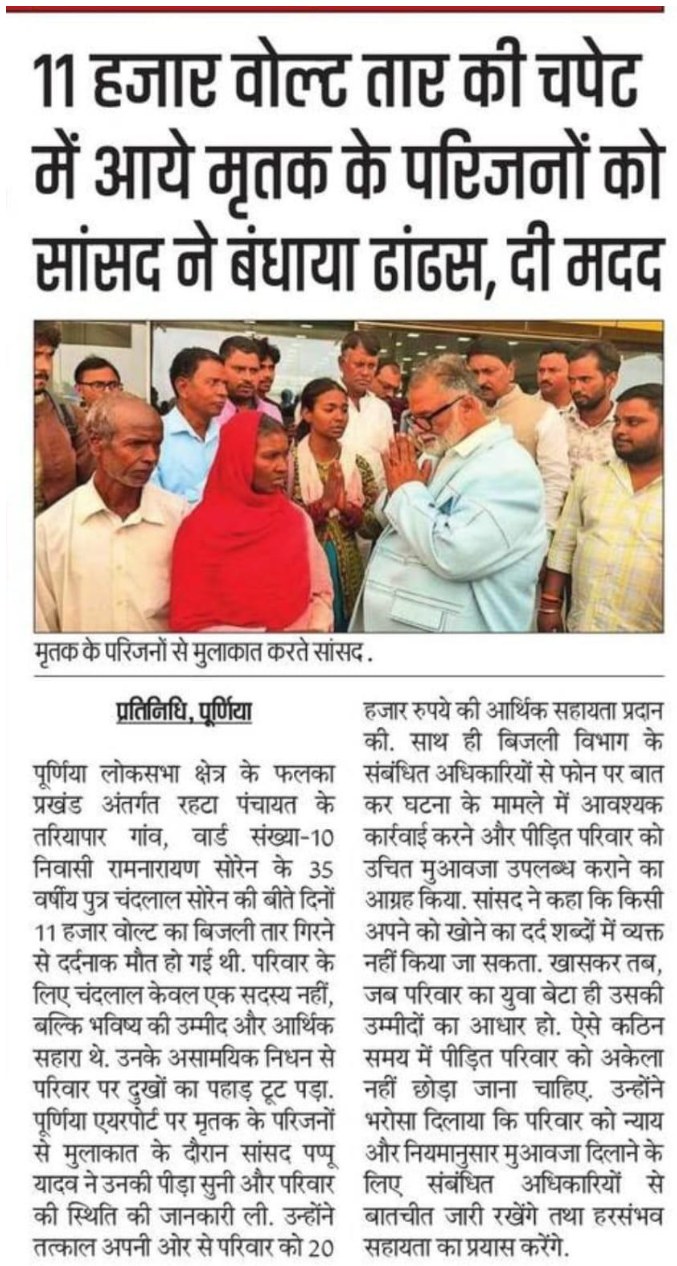 11 हजार वोल्ट तार की चपेट
में आये मृतक के परिजनों को
सांसद ने बंधाया ढांढस, दी मदद
मृतक के परिजनों से मुलाकात करते सांसद.
प्रतिनिधि, पूर्णिया
पूर्णिया लोकसभा क्षेत्र के फलका
प्रखंड अंतर्गत रहटा पंचायत के
तरियापार गांव, वार्ड संख्या-10
निवासी रामनारायण सोरेन के 35
वर्षीय पुत्र चंदलाल सोरेन की बीते दिनों
11 हजार वोल्ट का बिजली तार गिरने
से दर्दनाक मौत हो गई थी. परिवार के
लिए चंदलाल केवल एक सदस्य नहीं,
बल्कि भविष्य की उम्मीद और आर्थिक
सहारा थे. उनके असामयिक निधन से
परिवार पर दुखों का पहाड़ टूट पड़ा.
पूर्णिया एयरपोर्ट पर मृतक के परिजनों
से मुलाकात के दौरान सांसद पप्पू
यादव ने उनकी पीड़ा सुनी और परिवार
की स्थिति की जानकारी ली. उन्होंने
तत्काल अपनी ओर से परिवार को 20
हजार रुपये की आर्थिक सहायता प्रदान
की. साथ ही बिजली विभाग के
संबंधित अधिकारियों से फोन पर बात
कर घटना के मामले में आवश्यक
कार्रवाई करने और पीड़ित परिवार को
उचित मुआवजा उपलब्ध कराने का
आग्रह किया. सांसद ने कहा कि किसी
अपने को खोने का दर्द शब्दों में व्यक्त
नहीं किया जा सकता. खासकर तब,
जब परिवार का युवा बेटा ही उसकी
उम्मीदों का आधार हो. ऐसे कठिन
समय में पीड़ित परिवार को अकेला
नहीं छोड़ा जाना चाहिए. उन्होंने
भरोसा दिलाया कि परिवार को न्याय
और नियमानुसार मुआवजा दिलाने के
लिए संबंधित अधिकारियों से
बातचीत जारी रखेंगे तथा हरसंभव
सहायता का प्रयास करेंगे.